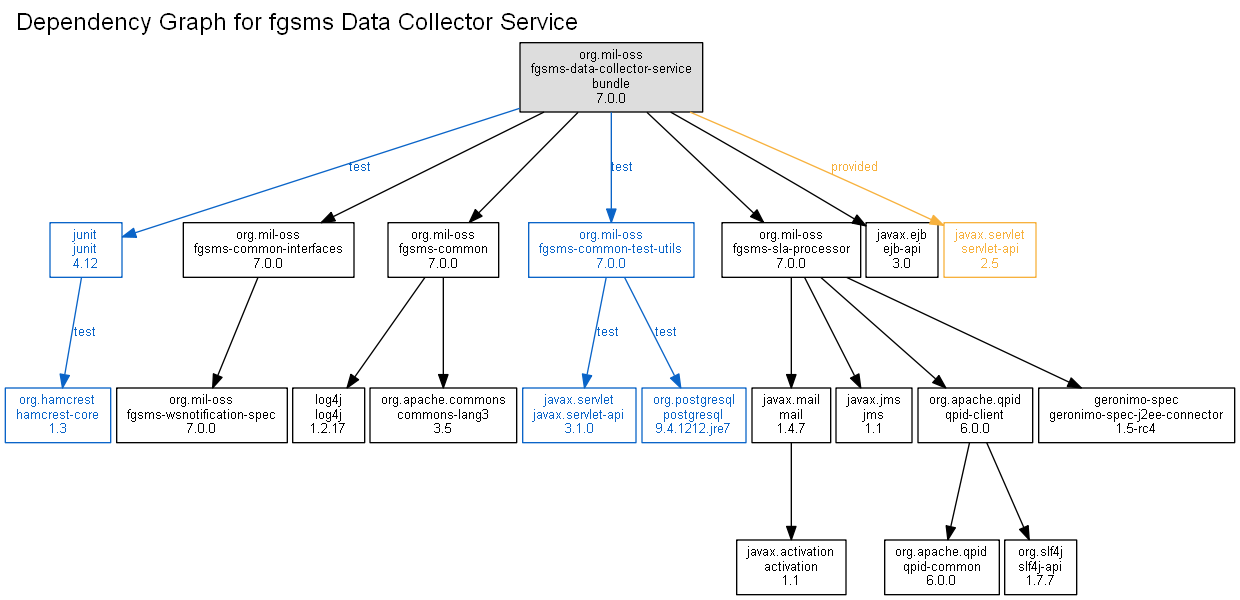 Dependency Graph for fgsms Data Collector Service
org.mil-oss
fgsms-data-collector-service
bundle
7.0.0
test
test
provided
junit
junit
4.12
org.mil-oss
fgsms-common-interfaces
7.0.0
org.mil-oss
fgsms-common
7.0.0
org.mil-oss
fgsms-common-test-utils
7.0.0
org.mil-oss
fgsms-sla-processor
7.0.0
javax.ejb
ejb-api
3.0
javax.servlet
servlet-api
2.5
test
test
test
org.hamcrest
hamcrest-core
1.3
org.mil-oss
fgsms-wsnotification-spec
7.0.0
log4j
log4j
1.2.17
org.apache.commons
commons-lang3
3.5
javax.servlet
javax.servlet-api
3.1.0
org.postgresql
postgresql
9.4.1212.jre7
javax.mail
mail
1.4.7
javax.jms
jms
1.1
org.apache.qpid
qpid-client
6.0.0
geronimo-spec
geronimo-spec-j2ee-connector
1.5-rc4
javax.activation
activation
1.1
org.apache.qpid
qpid-common
6.0.0
org.slf4j
slf4j-api
1.7.7